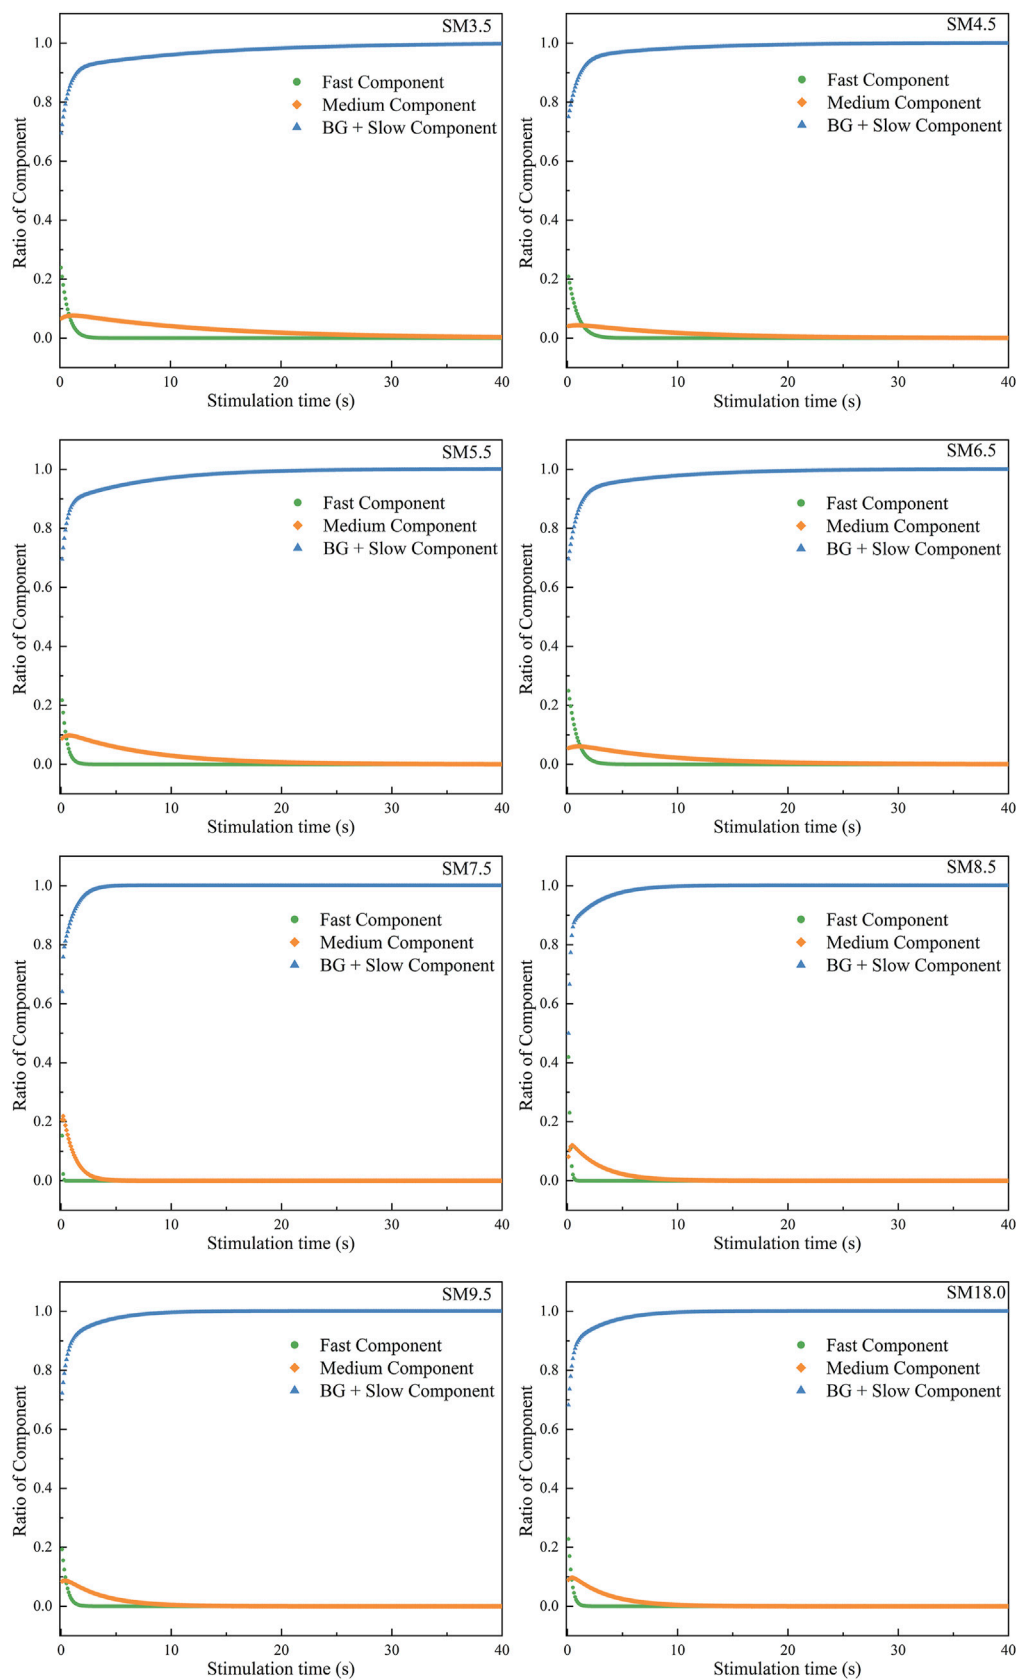 SM3.5
1.0
0.8
0.6
0.4
0.2
0.0
Ratio of Component
Fast Component
Medium Component
BG + Slow Component
0 10 20 30 40
Stimulation time (s)
SM4.5
1.0
0.8
0.6
0.4
0.2
0.0
Ratio of Component
Fast Component
Medium Component
BG + Slow Component
0 10 20 30 40
Stimulation time (s)
SM5.5
1.0
0.8
0.6
0.4
0.2
0.0
Ratio of Component
Fast Component
Medium Component
BG + Slow Component
0 10 20 30 40
Stimulation time (s)
SM6.5
1.0
0.8
0.6
0.4
0.2
0.0
Ratio of Component
Fast Component
Medium Component
BG + Slow Component
0 10 20 30 40
Stimulation time (s)
SM7.5
1.0
0.8
0.6
0.4
0.2
0.0
Ratio of Component
Fast Component
Medium Component
BG + Slow Component
0 10 20 30 40
Stimulation time (s)
SM8.5
1.0
0.8
0.6
0.4
0.2
0.0
Ratio of Component
Fast Component
Medium Component
BG + Slow Component
0 10 20 30 40
Stimulation time (s)
SM9.5
1.0
0.8
0.6
0.4
0.2
0.0
Ratio of Component
Fast Component
Medium Component
BG + Slow Component
0 10 20 30 40
Stimulation time (s)
SM18.0
1.0
0.8
0.6
0.4
0.2
0.0
Ratio of Component
Fast Component
Medium Component
BG + Slow Component
0 10 20 30 40
Stimulation time (s)